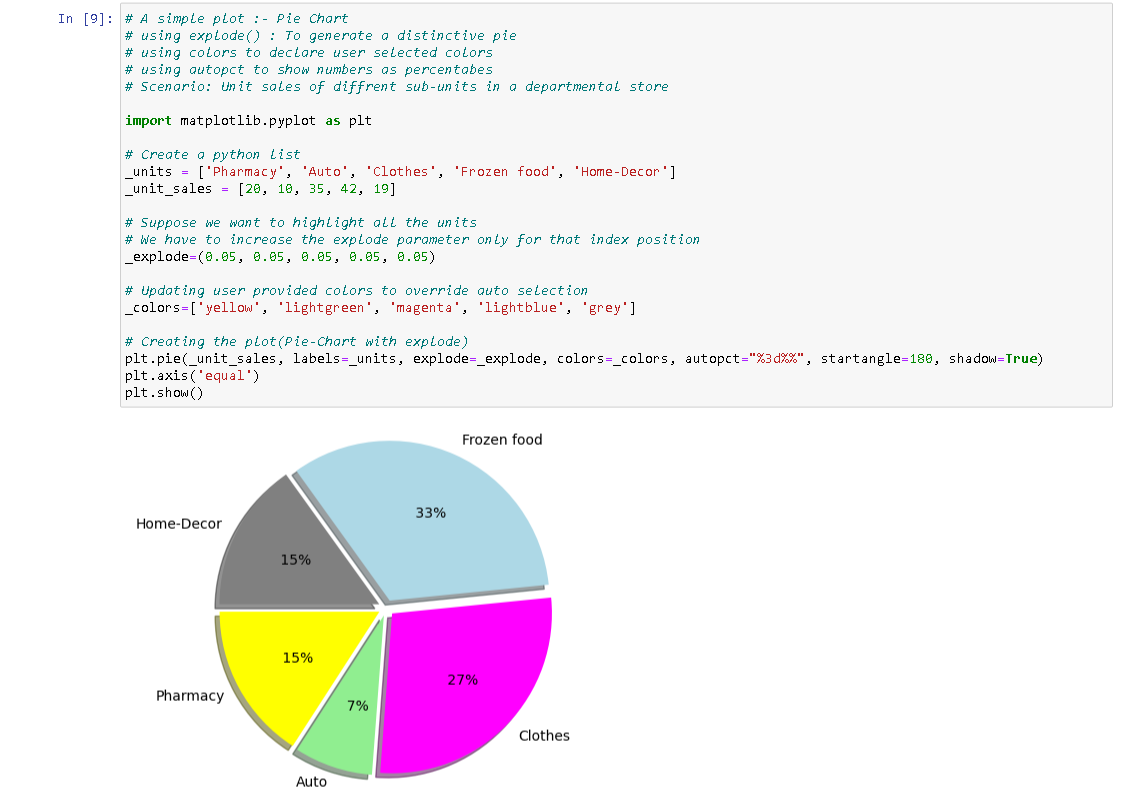 In [9]:
# A simple plot :- Pie Chart
# using explode() : To generate a distinctive pie
# using colors to declare user selected colors
# using autopct to show numbers as percentabes
# Scenario: Unit sales of diffrent sub-units in a departmental store
import matplotlib.pyplot as plt
# Create a python List
_units = ['Pharmacy', 'Auto', 'Clothes', 'Frozen food', 'Home-Decor']
_unit_sales = [20, 10, 35, 42, 19]
# Suppose we want to highlight all the units
# We have to increase the explode parameter only for that index position
_explode=(0.05, 0.05, 0.05, 0.05, 0.05)
# Updating user provided colors to override auto selection
_colors=['yellow', 'lightgreen', 'magenta', 'lightblue', 'grey']
# Creating the plot(Pie-Chart with explode)
plt.pie(_unit_sales, labels=_units, explode=_explode, colors=_colors, autopct="%3d%%", startangle=180, shadow=True)
plt.axis('equal')
plt.show()
Frozen food
33%
Home-Decor
15%
15%
27%
Pharmacy
7%
Clothes
Auto